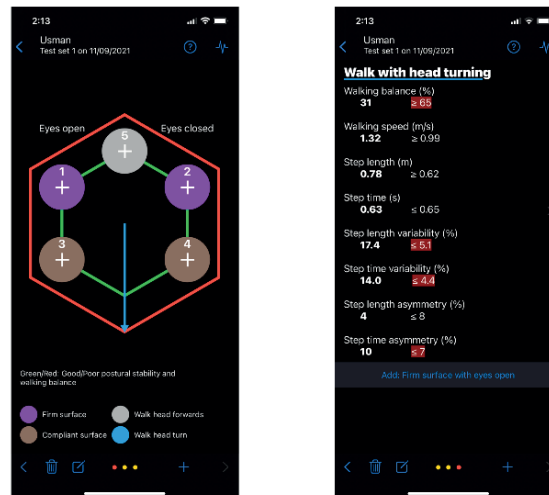 2:13
Usman
Test set 1 on 11/09/2021
?
Eyes open
Eyes closed
5
1
2
3
4
Green/Red: Good/Poor postural stability and
walking balance
Firm surface
Walk head forwards
Compliant surface
Walk head turn
2:13
Usman
Test set 1 on 11/09/2021
?
Walk with head turning
Walking balance (%)
31 ≥ 65
Walking speed (m/s)
1.32 ≥ 0.99
Step length (m)
0.78 ≥ 0.62
Step time (s)
0.63 ≤ 0.65
Step length variability (%)
17.4 ≤ 5.1
Step time variability (%)
14.0 ≤ 4.4
Step length asymmetry (%)
4 ≤ 8
Step time asymmetry (%)
10 ≤ 7
Add: Firm surface with eyes open